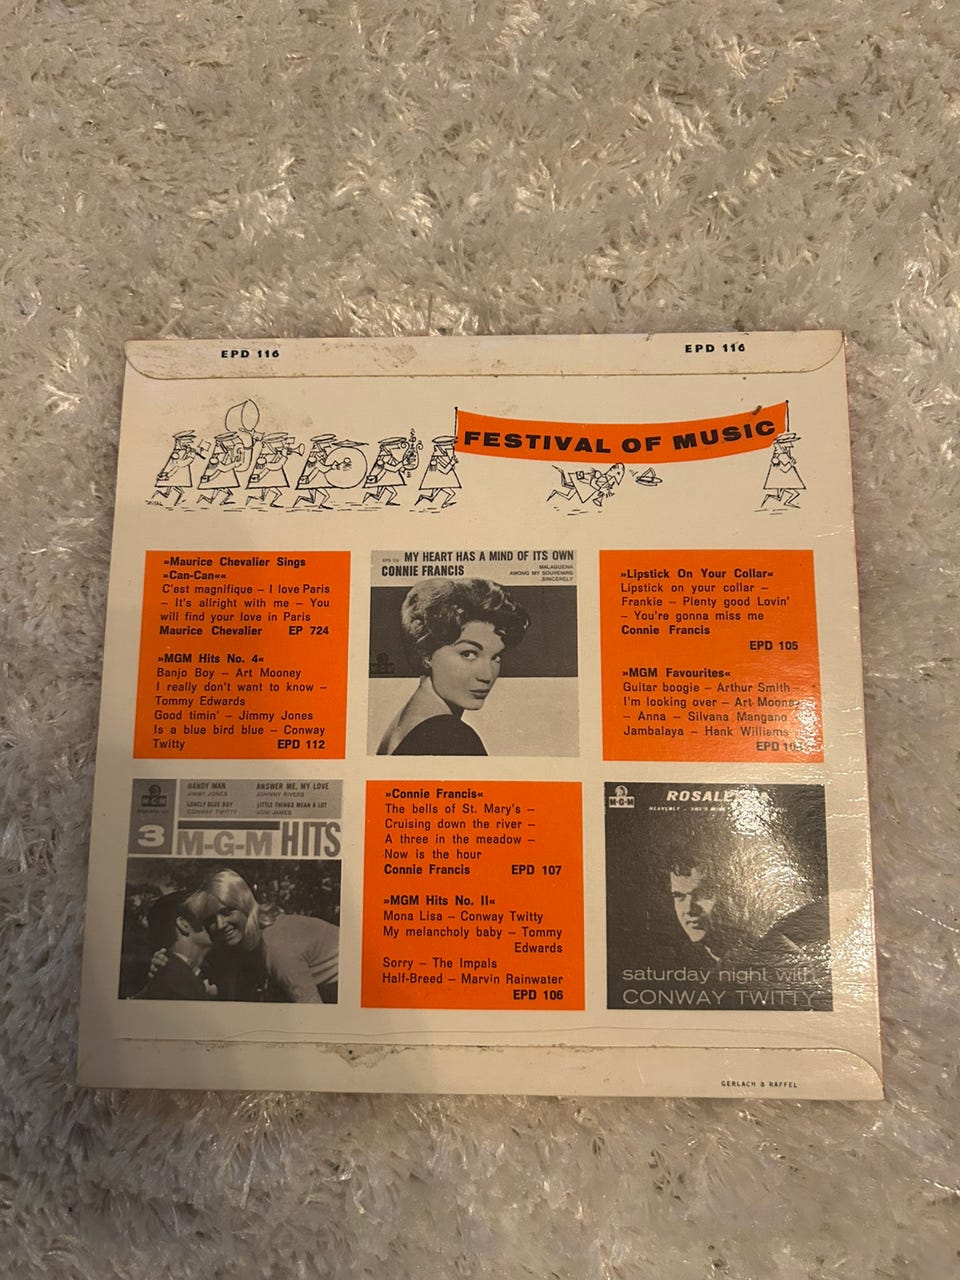 EPD 116
EPD 116
FESTIVAL OF MUSIC
»Maurice Chevalier Sings
»Can-Can««
C'est magnifique – I love Paris
– It's allright with me – You
will find your love in Paris
Maurice Chevalier EP 724
»MGM Hits No. 4«
Banjo Boy – Art Mooney
I really don't want to know –
Tommy Edwards
Good timin' – Jimmy Jones
Is a blue bird blue – Conway
Twitty EPD 112
MY HEART HAS A MIND OF ITS OWN
CONNIE FRANCIS
MALAGUENA
AMONG MY SOUVENIRS
SINCERELY
»Lipstick On Your Collar«
Lipstick on your collar –
Frankie – Plenty good Lovin'
– You're gonna miss me
Connie Francis
EPD 105
»MGM Favourites«
Guitar boogie – Arthur Smith –
I'm looking over – Art Mooney
– Anna – Silvana Mangano
Jambalaya – Hank Williams
EPD
M-G-M
HANDY MAN
JIMMY JONES
LONELY BLUE BOY
CONWAY TWITTY
ANSWER ME, MY LOVE
JOHNNY RIVERS
LITTLE THINGS MEAN A LOT
JONI JAMES
3 M-G-M HITS
»Connie Francis«
The bells of St. Mary's –
Cruising down the river –
A three in the meadow –
Now is the hour
Connie Francis EPD 107
»MGM Hits No. II«
Mona Lisa – Conway Twitty
My melancholy baby – Tommy
Edwards
Sorry – The Impals
Half-Breed – Marvin Rainwater
EPD 106
M-G-M
HEAVENLY - SHE'S MINE
saturday night with
CONWAY TWITTY
GERLACH & RAFFEL